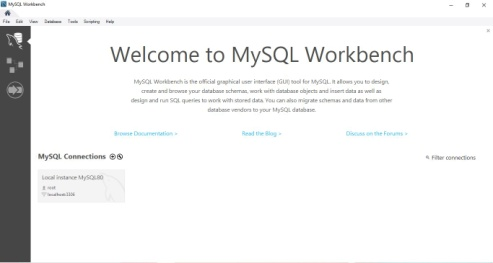 MySQL Workbench
File Edit View Database Tools Scripting Help
Welcome to MySQL Workbench
MySQL Workbench is the official graphical user interface (GUI) tool for MySQL. It allows you to design,
create and browse your database schemas, work with database objects and insert data as well as
design and run SQL queries to work with stored data. You can also migrate schemas and data from other
database vendors to your MySQL database.
Browse Documentation >
Read the Blog >
Discuss on the Forums >
MySQL Connections
Filter connections
Local instance MySQL80
root
localhost:3306